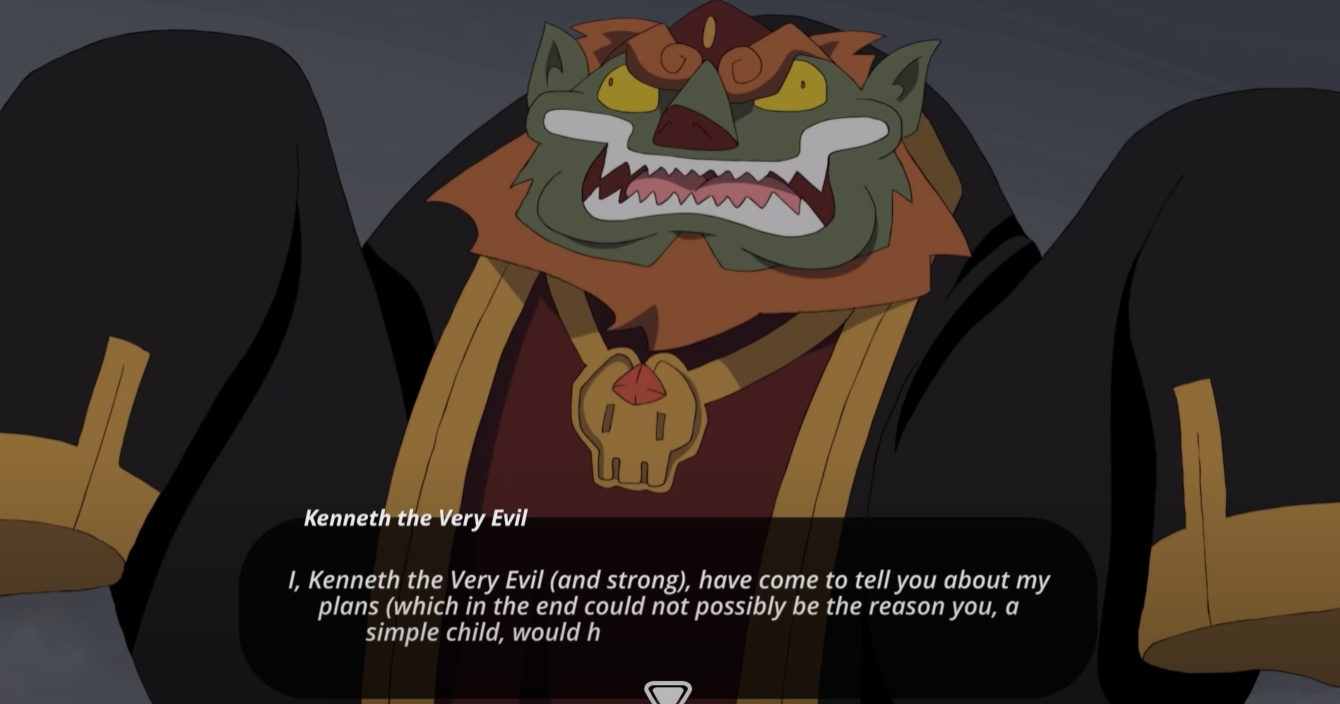 Kenneth the Very Evil
I, Kenneth the Very Evil (and strong), have come to tell you about my
plans (which in the end could not possibly be the reason you, a
simple child, would h